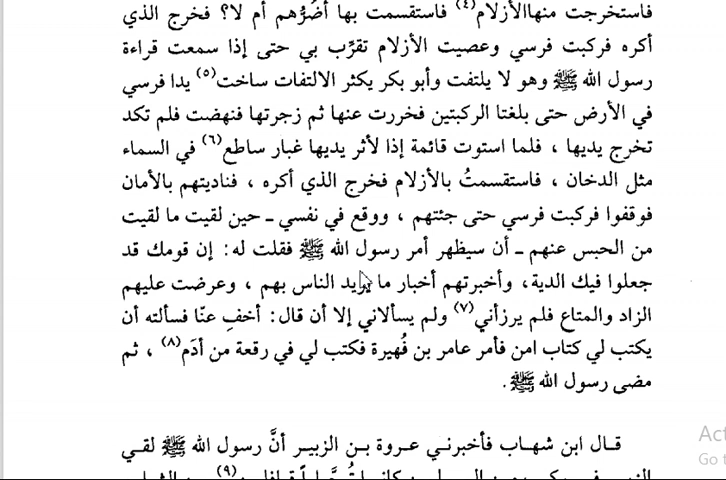 فاستخرجت منها الأزلام(٤) فاستقسمت بها أضُرُّهم أم لا؟ فخرج الذي
أكره فركبت فرسي وعصيت الأزلام تقرِّب بي حتى إذا سمعت قراءة
رسول الله ﷺ وهو لا يلتفت وأبو بكر يكثر الالتفات ساخت(٥) يدا فرسي
في الأرض حتى بلغتا الركبتين فخررت عنها ثم زجرتها فنهضت فلم تكد
تخرج يديها ، فلما استوت قائمة إذا لأثر يديها غبار ساطع(٦) في السماء
مثل الدخان ، فاستقسمتُ بالأزلام فخرج الذي أكره ، فناديتهم بالأمان
فوقفوا فركبت فرسي حتى جئتهم ، ووقع في نفسي ـ حين لقيت ما لقيت
من الحبس عنهم ـ أن سيظهر أمر رسول الله ﷺ فقلت له: إن قومك قد
جعلوا فيك الدية، وأخبرتهم أخبار ما يريد الناس بهم ، وعرضت عليهم
الزاد والمتاع فلم يرزأني(٧) ولم يسألاني إلا أن قال: أخفِ عنّا فسألته أن
يكتب لي كتاب امن فأمر عامر بن فُهيرة فكتب لي في رقعة من أدَم(٨) ، ثم
مضى رسول الله ﷺ.
قال ابن شهاب فأخبرني عروة بن الزبير أنَّ رسول الله ﷺ لقي
Act
Go t